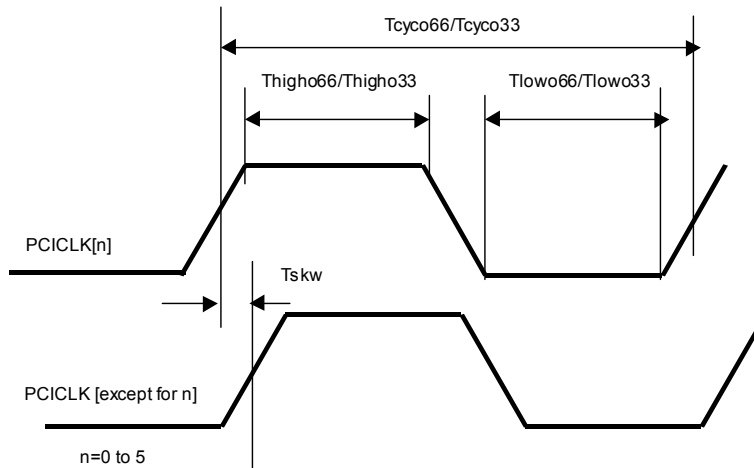 Tcyco66/Tcyco33
Thigho66/Thigho33
Tlowo66/Tlowo33
PCICLK[n]
Tskw
PCICLK [except for n]
n=0 to 5